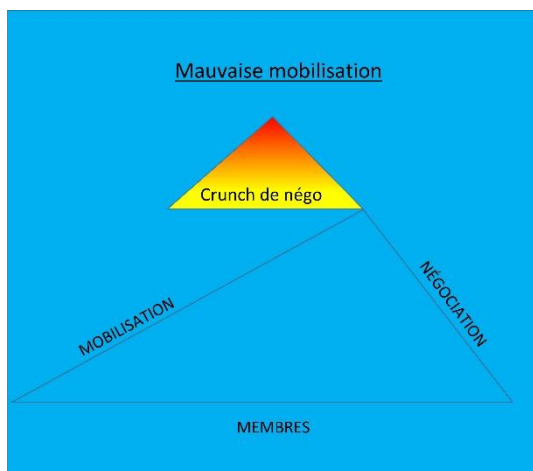 Mauvaise mobilisation
Crunch de négo
MOBILISATION
NÉGOCIATION
MEMBRES